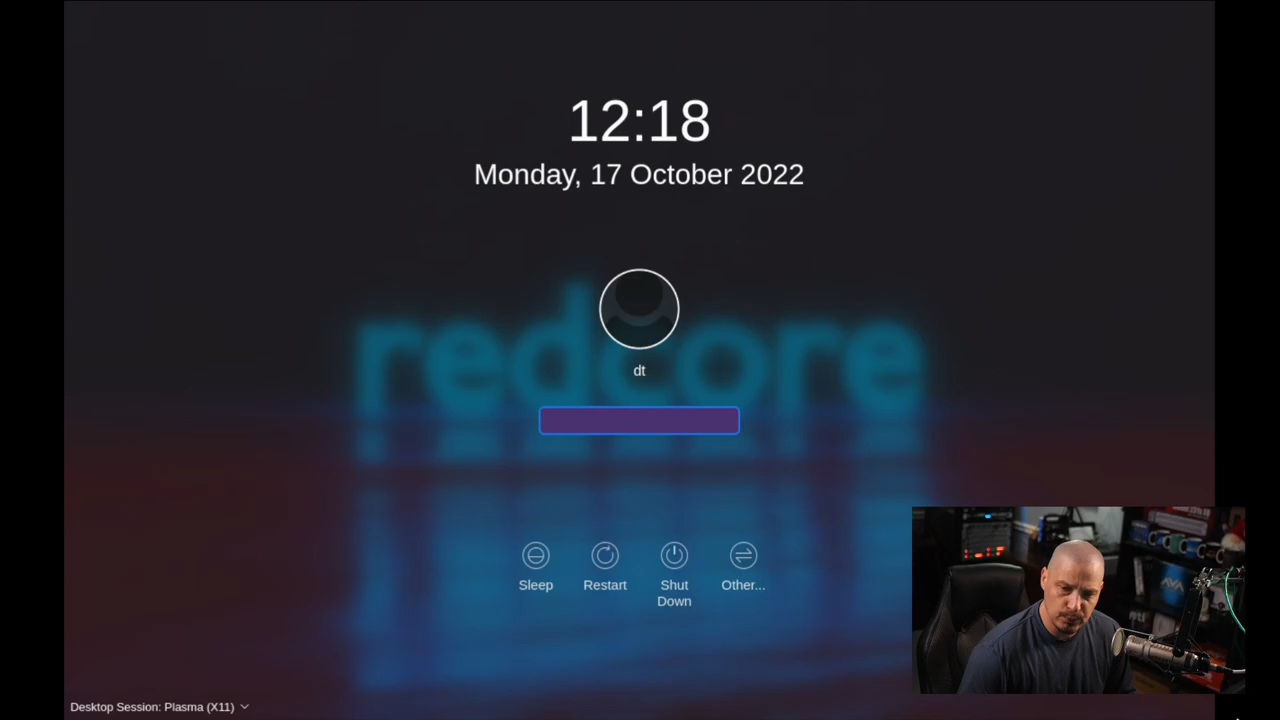 12:18
Monday, 17 October 2022
redcore
dt
Sleep
Restart
Shut
Down
Other...
Desktop Session: Plasma (X11)